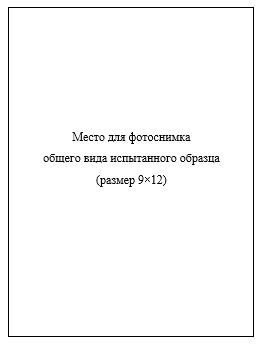 Место для фотоснимка
общего вида испытанного образца
(размер 9×12)